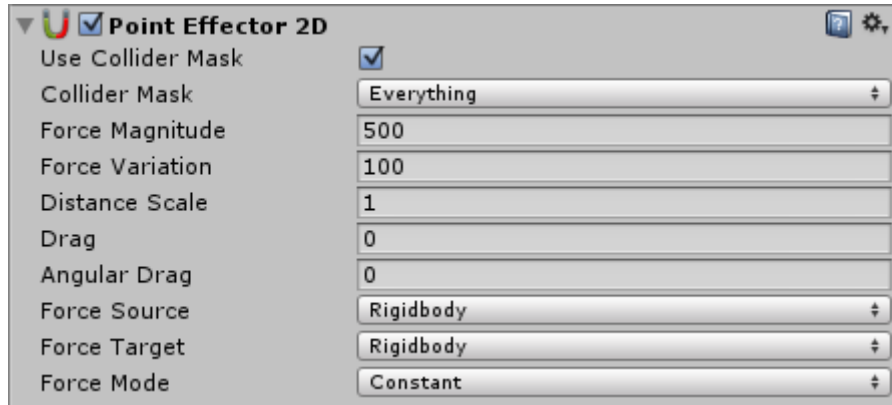 Point Effector 2D
Use Collider Mask
Collider Mask Everything
Force Magnitude 500
Force Variation 100
Distance Scale 1
Drag 0
Angular Drag 0
Force Source Rigidbody
Force Target Rigidbody
Force Mode Constant